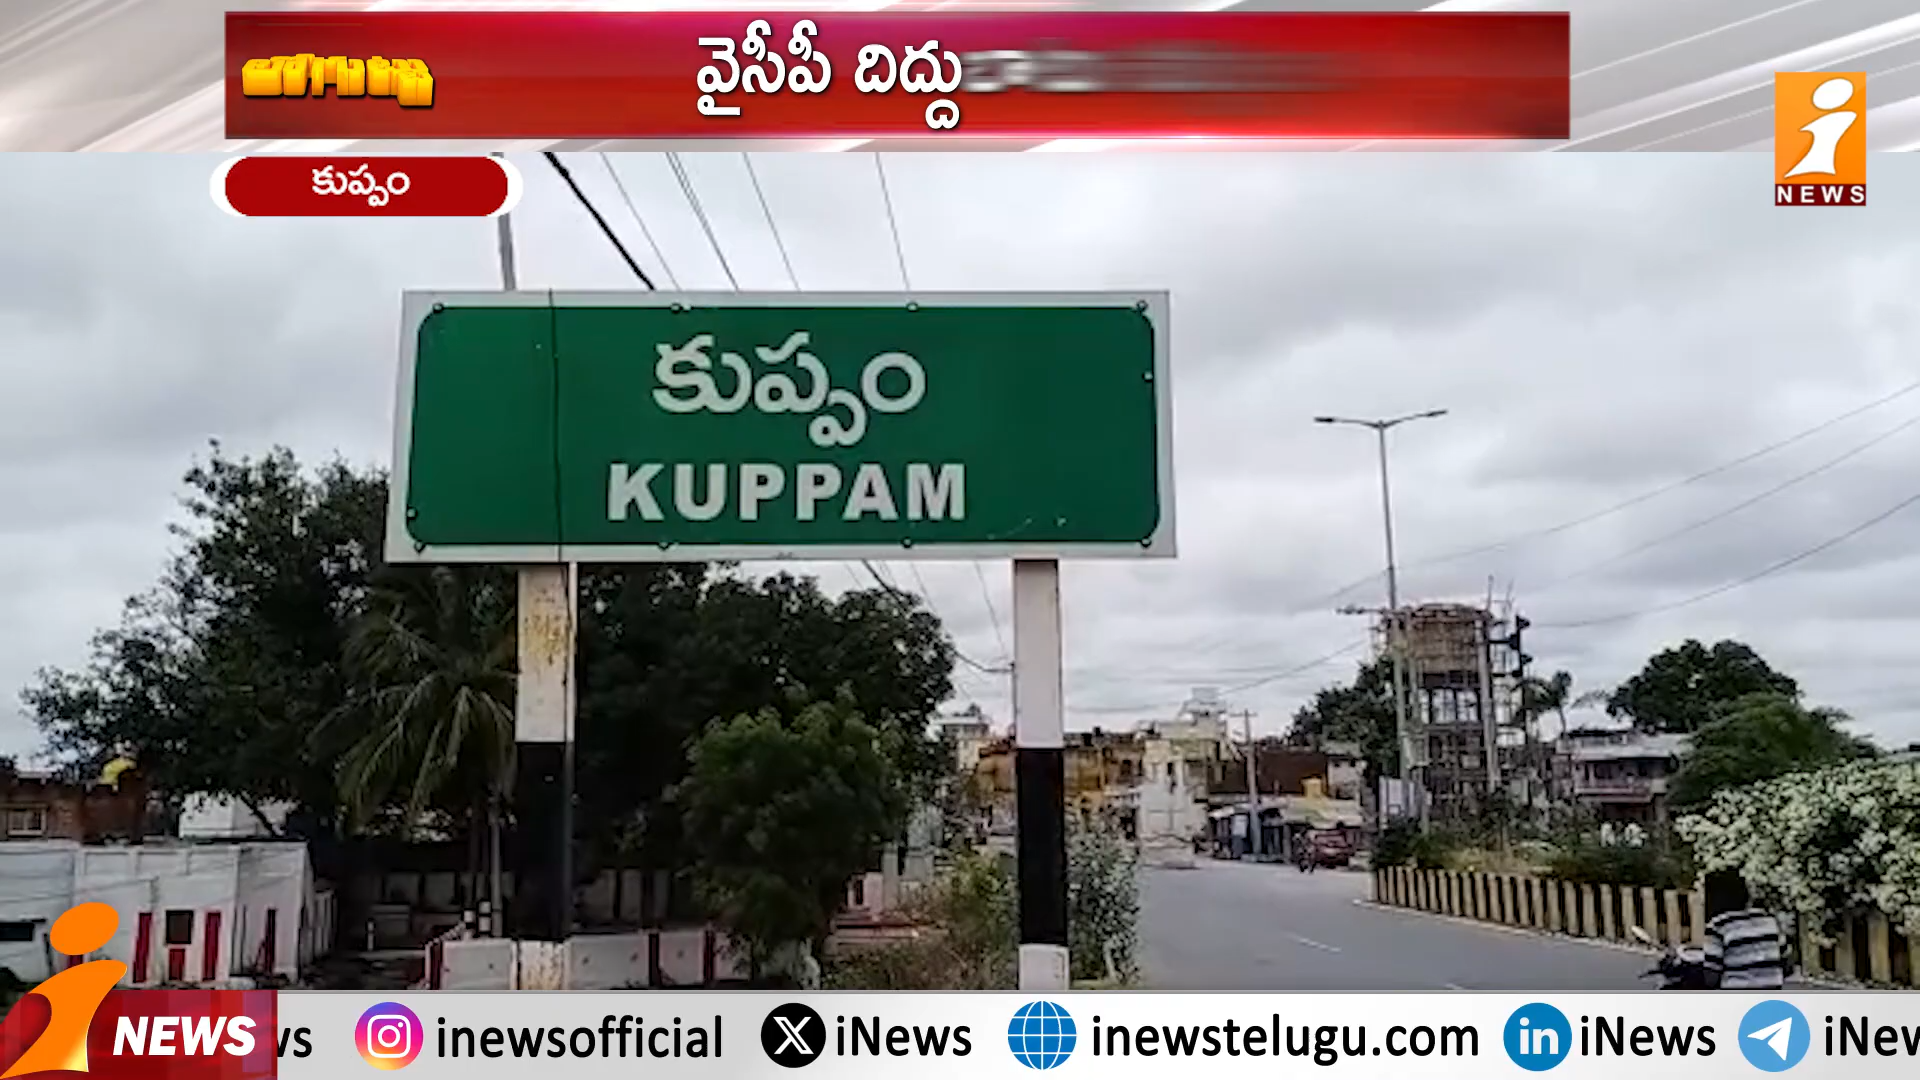 లోగుట్టు
వైసీపీ దిద్దు
i NEWS
కుప్పం
కుప్పం
KUPPAM
i NEWS
inewsofficial
iNews
inewstelugu.com
iNews